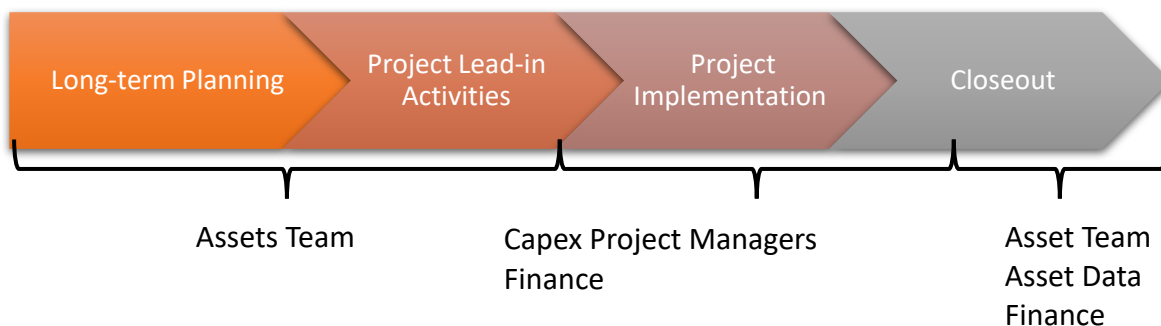 Long-term Planning
Project Lead-in
Activities
Project
Implementation
Closeout
Assets Team
Capex Project Managers
Finance
Asset Team
Asset Data
Finance